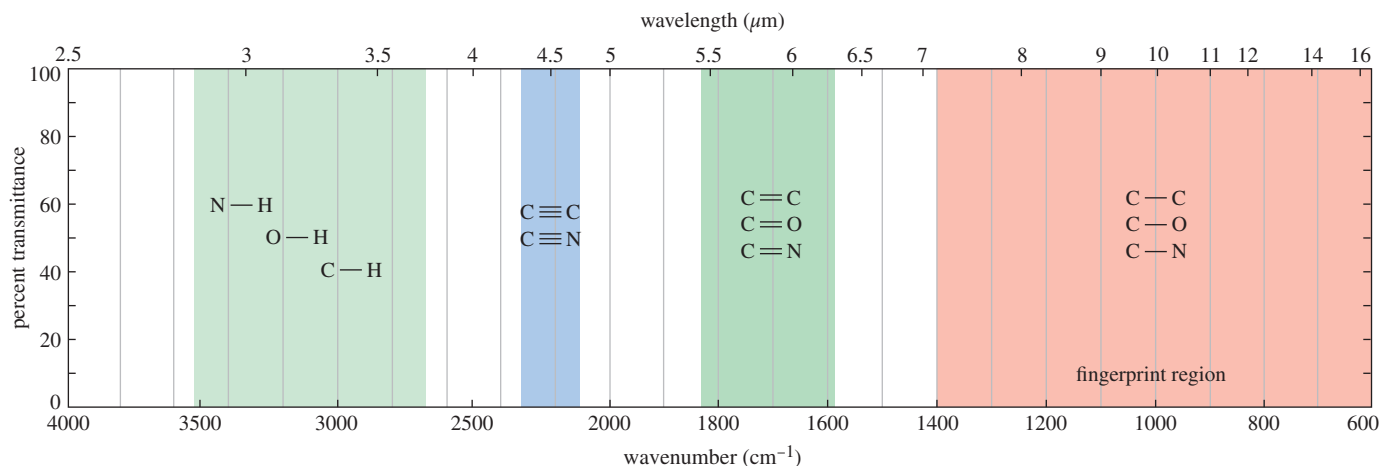 wavelength (μm)
2.5 3 3.5 4 4.5 5 5.5 6 6.5 7 8 9 10 11 12 14 16
percent transmittance
100
80
60
40
20
0
N—H
O—H
C—H
C≡C
C≡N
C=C
C=O
C=N
C—C
C—O
C—N
fingerprint region
4000 3500 3000 2500 2000 1800 1600 1400 1200 1000 800 600
wavenumber (cm⁻¹)